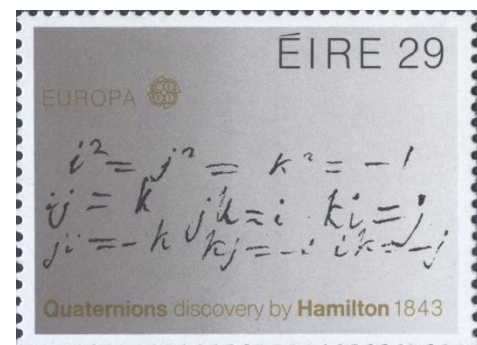 ÉIRE 29
EUROPA
i² = j² = k² = -1
ij = k jk = i ki = j
ji = -k kj = -i ik = -j
Quaternions discovery by Hamilton 1843